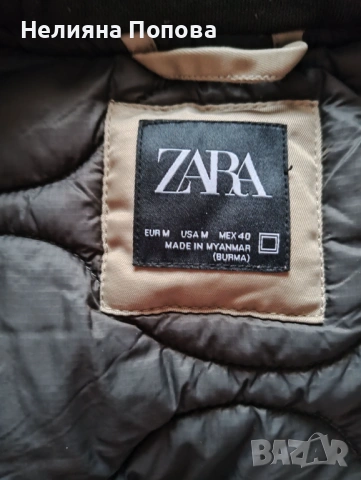 Нелияна Попова
ZARA
EUR M USA M MEX 40
MADE IN MYANMAR
(BURMA)
BAZAR